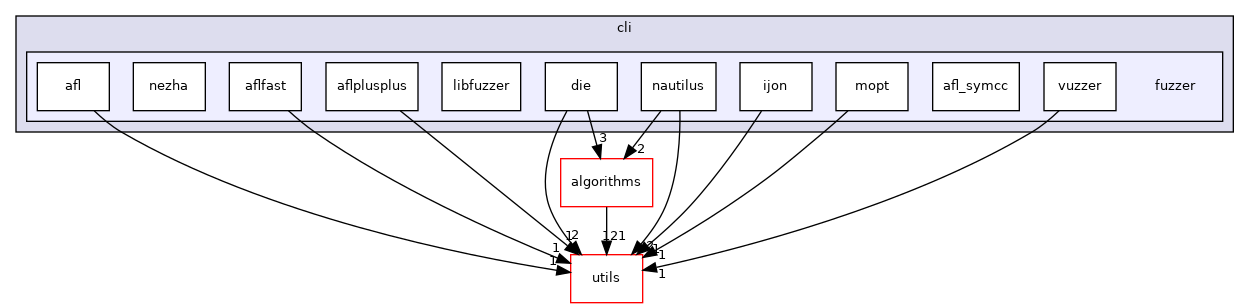 cli
afl
nezha
aflfast
aflplusplus
libfuzzer
die
nautilus
ijon
mopt
afl_symcc
vuzzer
fuzzer
3
2
algorithms
2
121
1
1
1
1
utils